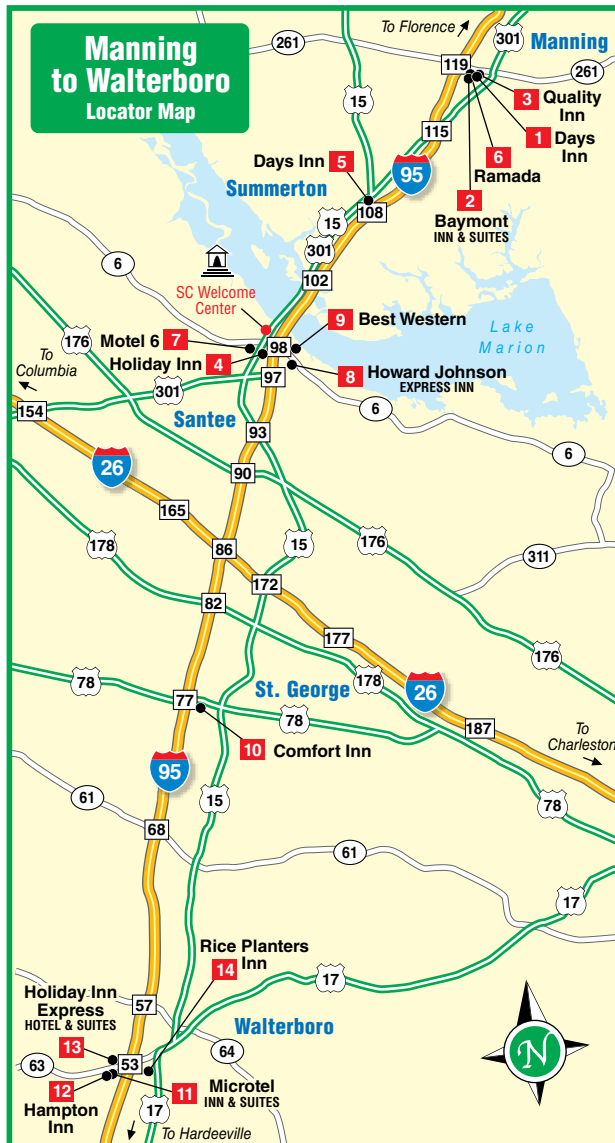 Manning
to Walterboro
Locator Map
To Florence
301
Manning
261
119
261
15
3 Quality
Inn
115
1 Days
Inn
Days Inn 5
6
Ramada
95
Summerton
2
Baymont
INN & SUITES
108
15
301
6
102
SC Welcome
Center
9 Best Western
Lake
Marion
176
Motel 6 7
98
To
Columbia
Holiday Inn 4
8 Howard Johnson
EXPRESS INN
97
301
154
Santee
6
93
6
26
90
165
15
178
176
311
86
172
82
177
176
78
St. George
178
26
77
78
187
To
Charleston
10 Comfort Inn
95
61
15
78
68
61
17
Rice Planters
Inn
14
17
Holiday Inn
Express
HOTEL & SUITES
57
Walterboro
13
64
63
53
12
11
Microtel
INN & SUITES
Hampton
Inn
17
To Hardeeville
N